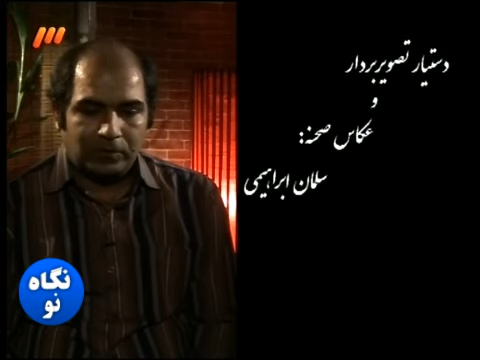 دستیار تصویربردار
و
عکاس صحنه:
سلمان ابراهیمی
نگاه
نو